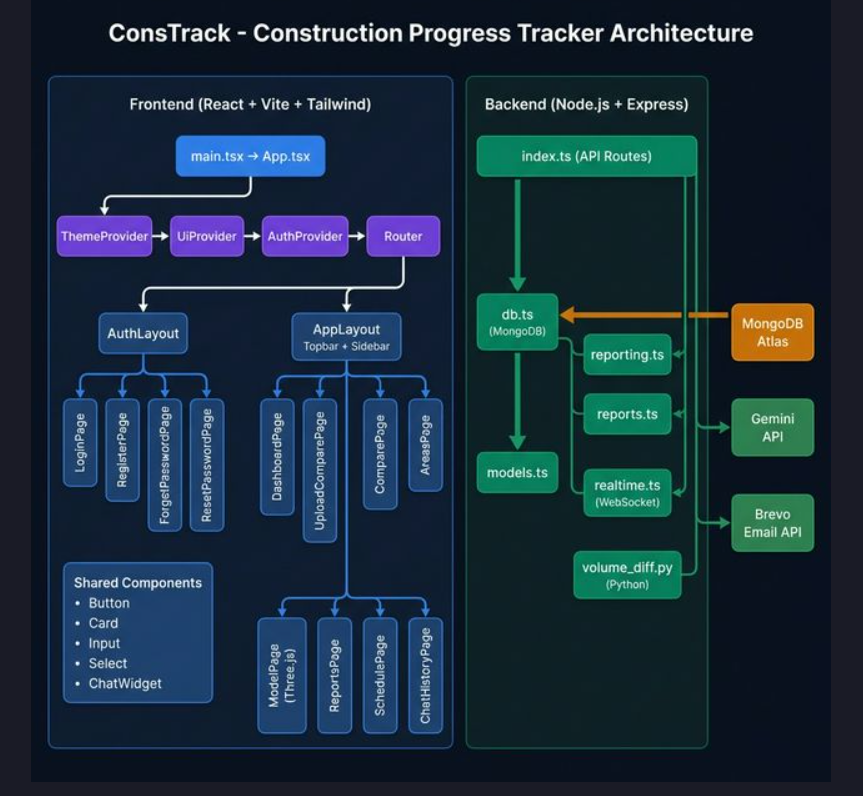 ConsTrack - Construction Progress Tracker Architecture
Frontend (React + Vite + Tailwind)
main.tsx → App.tsx
ThemeProvider
UiProvider
AuthProvider
Router
AuthLayout
AppLayout
Topbar + Sidebar
LoginPage
RegisterPage
ForgetPasswordPage
ResetPasswordPage
DashboardPage
UploadComparePage
ComparePage
AreasPage
Shared Components
• Button
• Card
• Input
• Select
• ChatWidget
ModelPage
(Three.js)
ReportsPage
SchedulePage
ChatHistoryPage
Backend (Node.js + Express)
index.ts (API Routes)
db.ts
(MongoDB)
reporting.ts
reports.ts
models.ts
realtime.ts
(WebSocket)
volume_diff.py
(Python)
MongoDB
Atlas
Gemini
API
Brevo
Email API